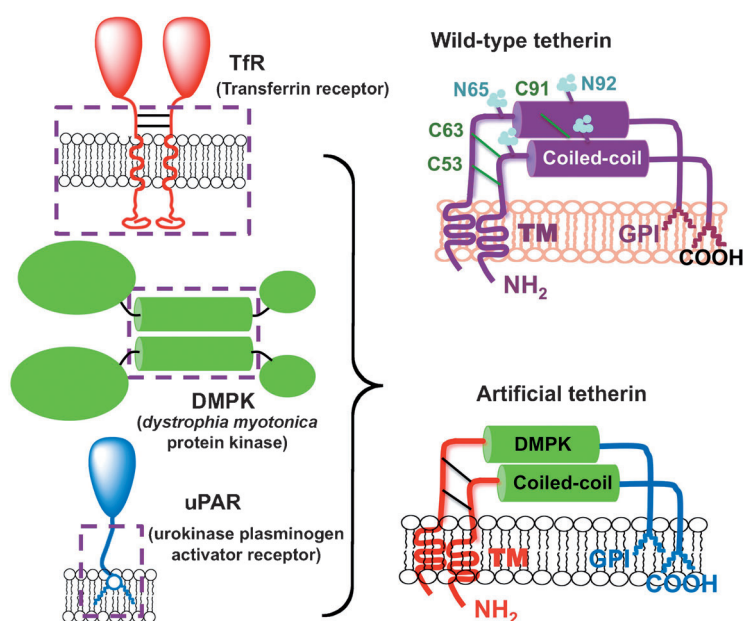 TfR
(Transferrin receptor)
DMPK
(dystrophia myotonica
protein kinase)
uPAR
(urokinase plasminogen
activator receptor)
Wild-type tetherin
N65
C91
N92
C63
C53
Coiled-coil
TM
GPI
COOH
NH2
Artificial tetherin
DMPK
Coiled-coil
TM
GPI
COOH
NH2